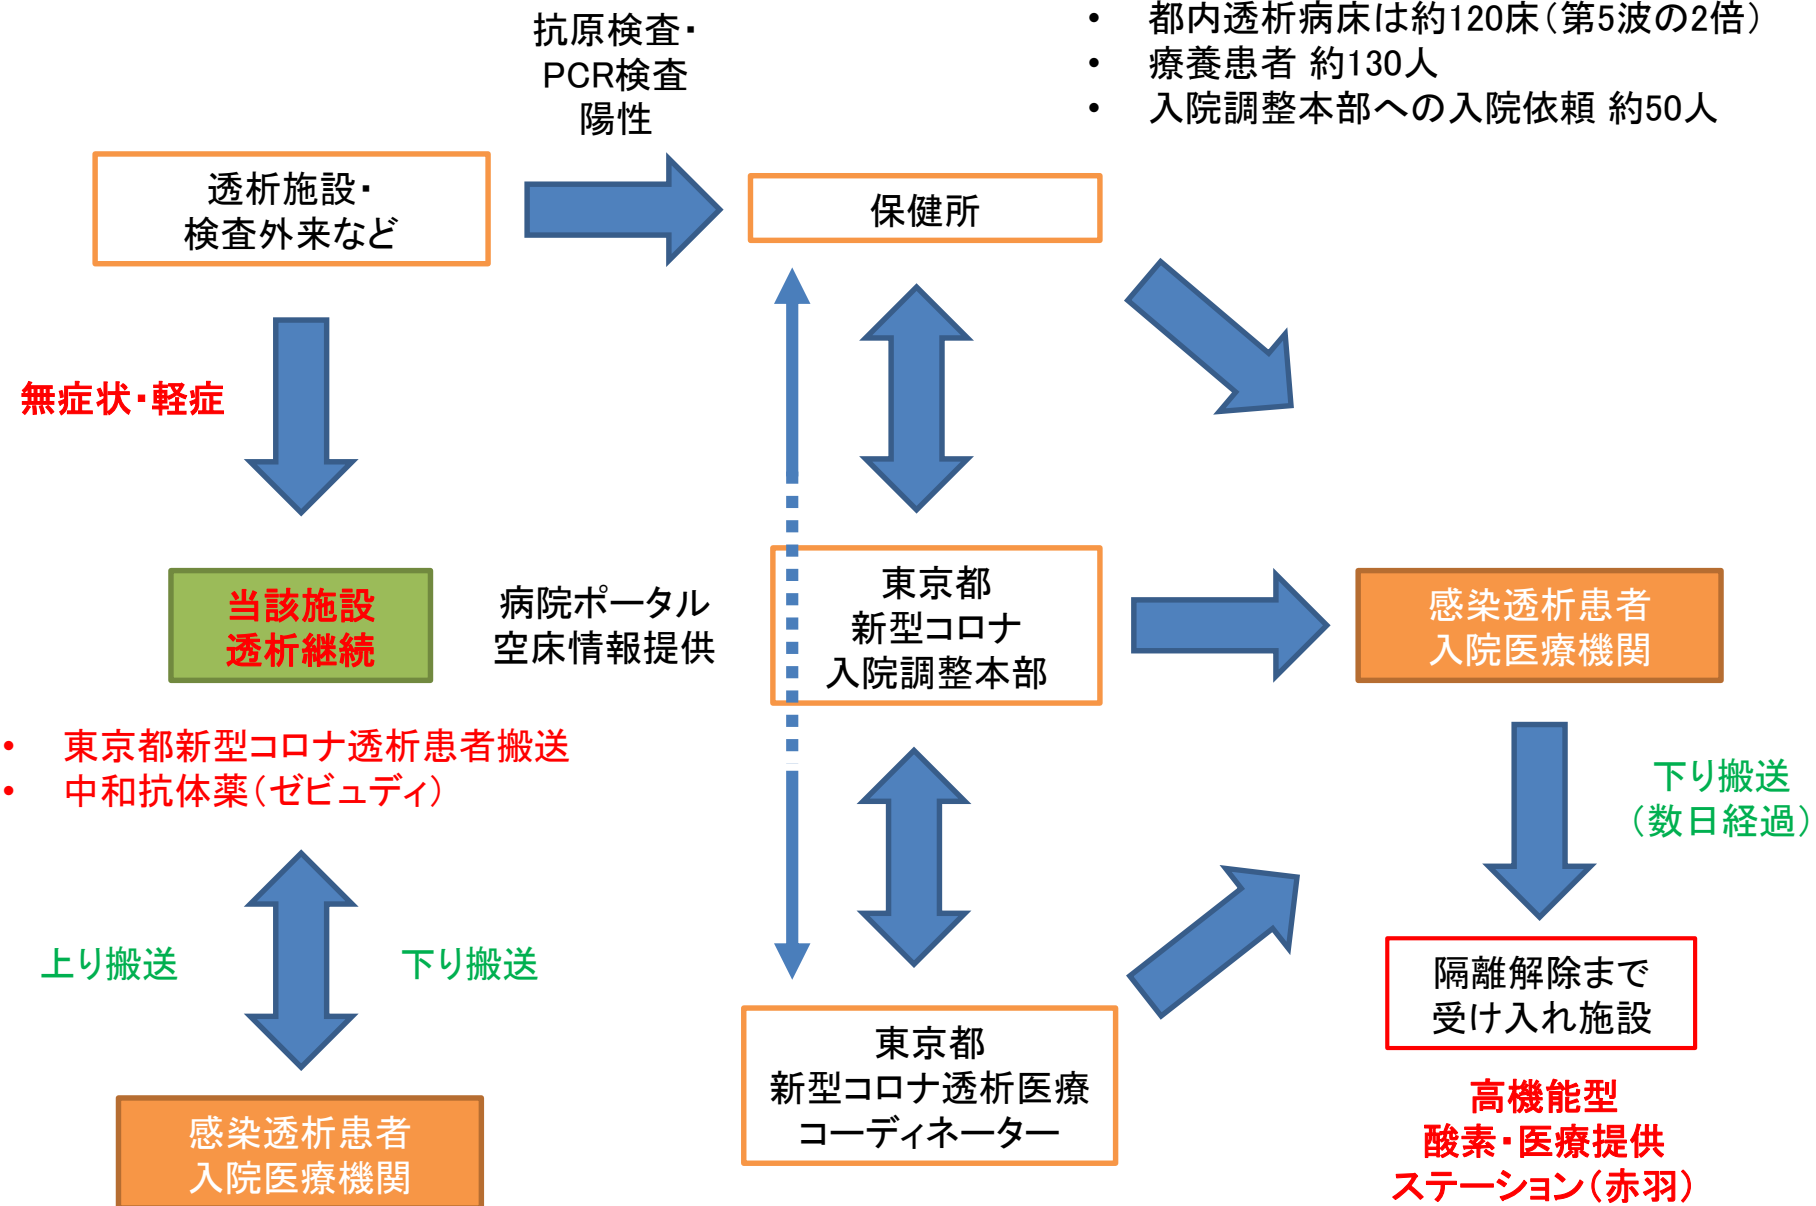 抗原検査・
PCR検査
陽性
• 都内透析病床は約120床（第5波の2倍）
• 療養患者 約130人
• 入院調整本部への入院依頼 約50人
透析施設・
検査外来など
保健所
無症状・軽症
当該施設
透析継続
病院ポータル
空床情報提供
東京都
新型コロナ
入院調整本部
感染透析患者
入院医療機関
• 東京都新型コロナ透析患者搬送
• 中和抗体薬（ゼビュディ）
下り搬送
（数日経過）
上り搬送
下り搬送
東京都
新型コロナ透析医療
コーディネーター
隔離解除まで
受け入れ施設
感染透析患者
入院医療機関
高機能型
酸素・医療提供
ステーション（赤羽）